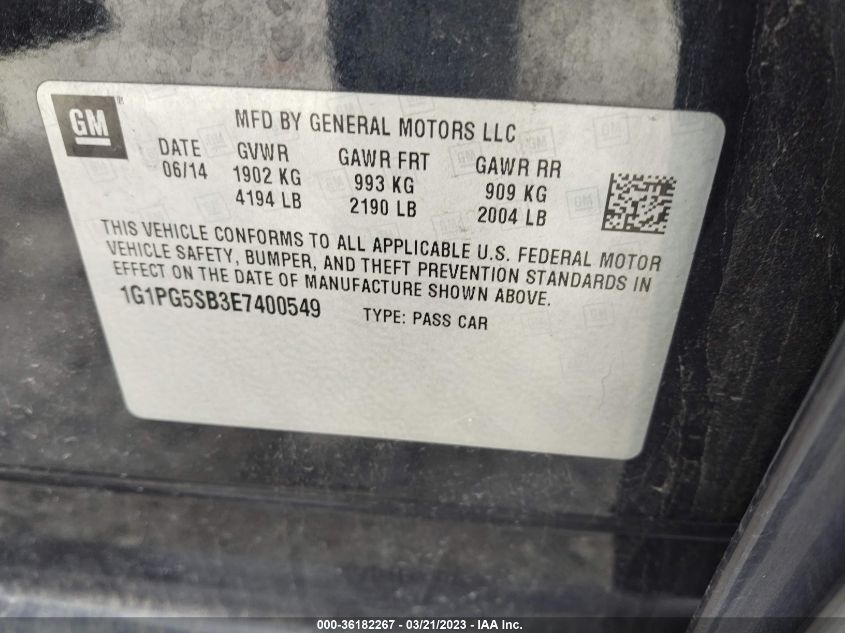 GM
MFD BY GENERAL MOTORS LLC
DATE GVWR GAWR FRT GAWR RR
06/14 1902 KG 993 KG 909 KG
4194 LB 2190 LB 2004 LB
THIS VEHICLE CONFORMS TO ALL APPLICABLE U.S. FEDERAL MOTOR
VEHICLE SAFETY, BUMPER, AND THEFT PREVENTION STANDARDS IN
EFFECT ON THE DATE OF MANUFACTURE SHOWN ABOVE.
1G1PG5SB3E7400549 TYPE: PASS CAR
000-36182267 - 03/21/2023 - IAA Inc.